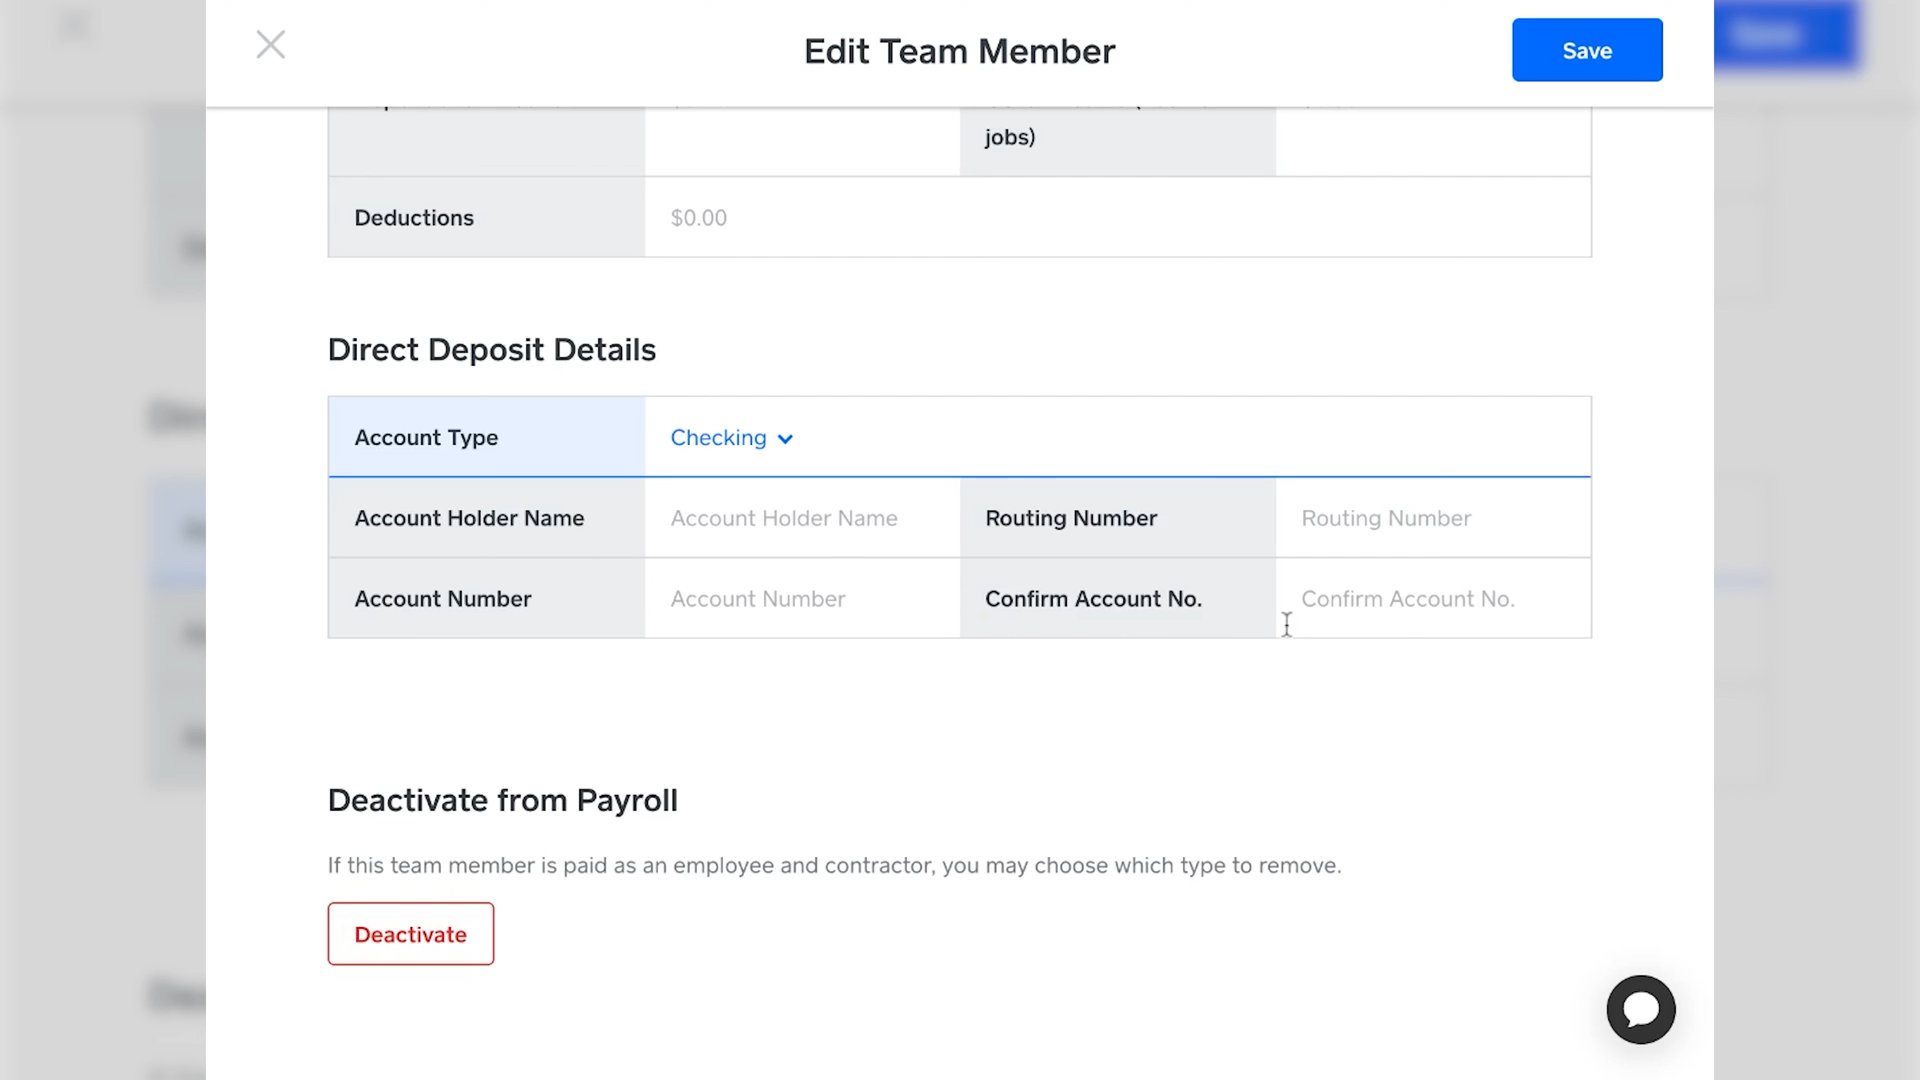 Edit Team Member
Save
jobs)
Deductions
$0.00
Direct Deposit Details
Account Type
Checking
Account Holder Name
Account Holder Name
Routing Number
Routing Number
Account Number
Account Number
Confirm Account No.
Confirm Account No.
Deactivate from Payroll
If this team member is paid as an employee and contractor, you may choose which type to remove.
Deactivate